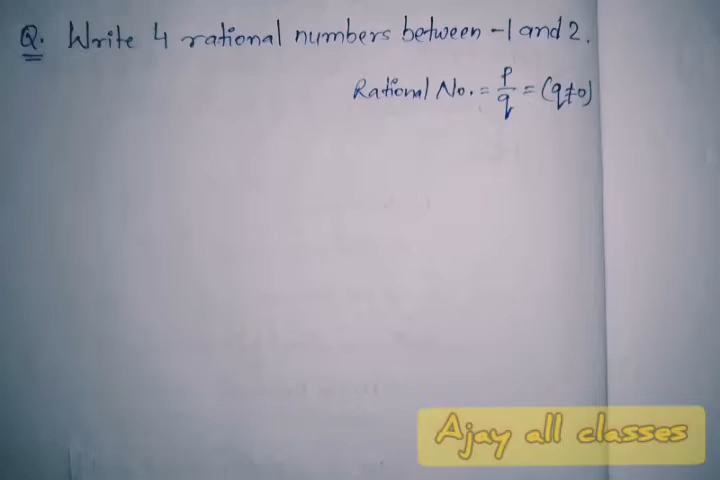 Q. Write 4 rational numbers between -1 and 2.
Rational No. = p/q = (q≠0)
Ajay all classes